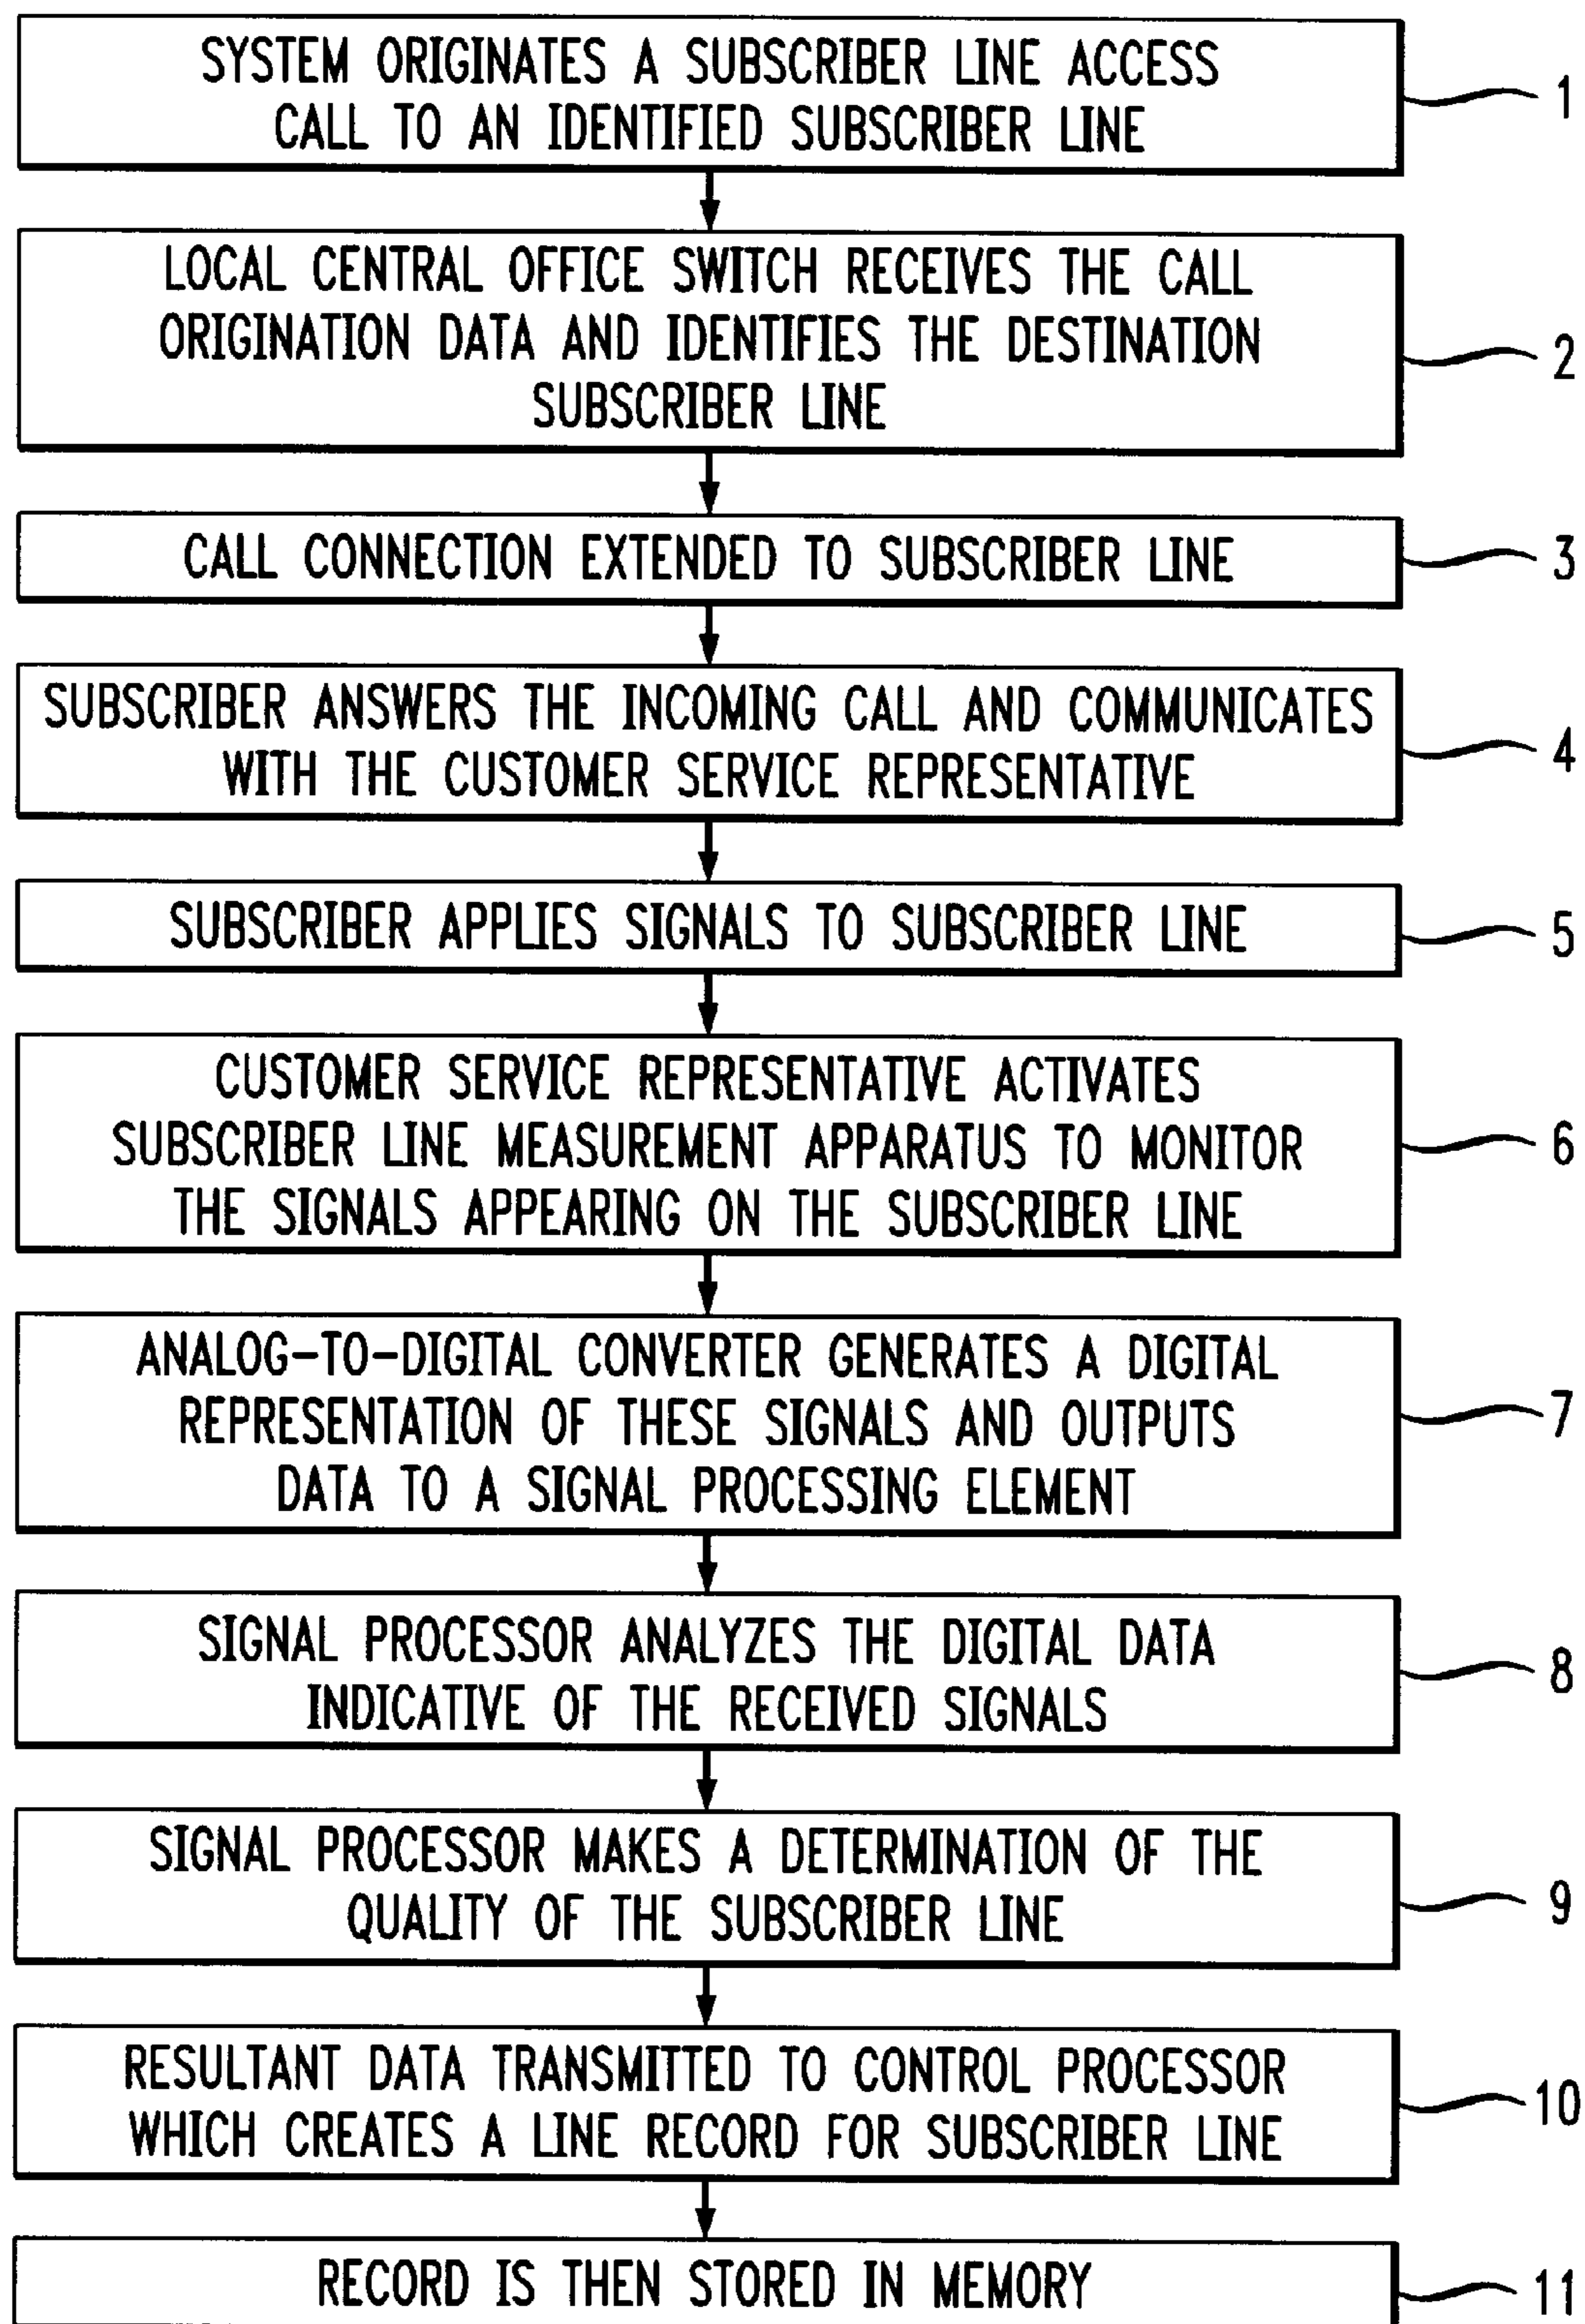 SYSTEM ORIGINATES A SUBSCRIBER LINE ACCESS
CALL TO AN IDENTIFIED SUBSCRIBER LINE
1
LOCAL CENTRAL OFFICE SWITCH RECEIVES THE CALL
ORIGINATION DATA AND IDENTIFIES THE DESTINATION
SUBSCRIBER LINE
2
CALL CONNECTION EXTENDED TO SUBSCRIBER LINE
3
SUBSCRIBER ANSWERS THE INCOMING CALL AND COMMUNICATES
WITH THE CUSTOMER SERVICE REPRESENTATIVE
4
SUBSCRIBER APPLIES SIGNALS TO SUBSCRIBER LINE
5
CUSTOMER SERVICE REPRESENTATIVE ACTIVATES
SUBSCRIBER LINE MEASUREMENT APPARATUS TO MONITOR
THE SIGNALS APPEARING ON THE SUBSCRIBER LINE
6
ANALOG-TO-DIGITAL CONVERTER GENERATES A DIGITAL
REPRESENTATION OF THESE SIGNALS AND OUTPUTS
DATA TO A SIGNAL PROCESSING ELEMENT
7
SIGNAL PROCESSOR ANALYZES THE DIGITAL DATA
INDICATIVE OF THE RECEIVED SIGNALS
8
SIGNAL PROCESSOR MAKES A DETERMINATION OF THE
QUALITY OF THE SUBSCRIBER LINE
9
RESULTANT DATA TRANSMITTED TO CONTROL PROCESSOR
WHICH CREATES A LINE RECORD FOR SUBSCRIBER LINE
10
RECORD IS THEN STORED IN MEMORY
11